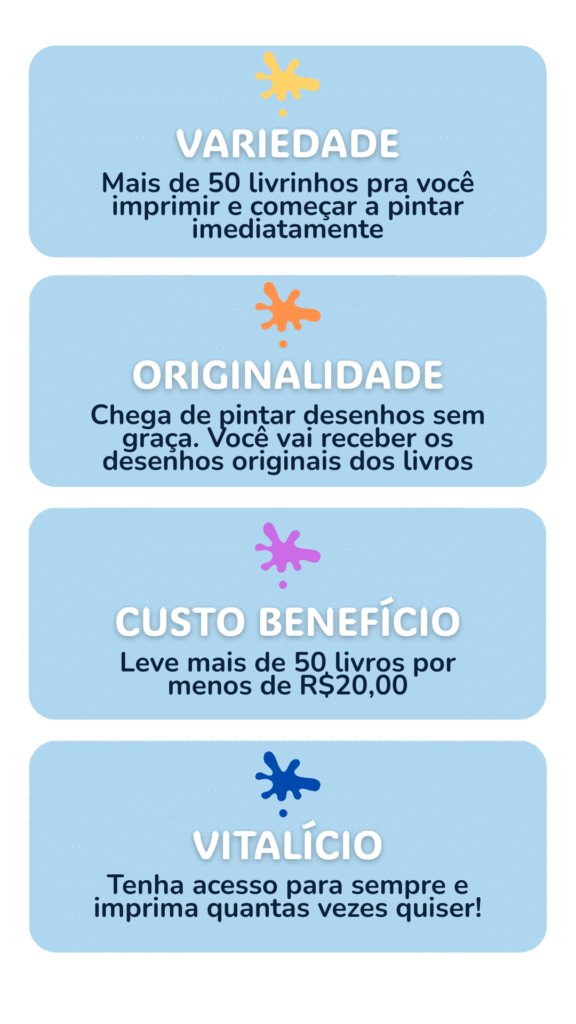 VARIEDADE
Mais de 50 livrinhos pra você
imprimir e começar a pintar
imediatamente
ORIGINALIDADE
Chega de pintar desenhos sem
graça. Você vai receber os
desenhos originais dos livros
CUSTO BENEFÍCIO
Leve mais de 50 livros por
menos de R$20,00
VITALÍCIO
Tenha acesso para sempre e
imprima quantas vezes quiser!